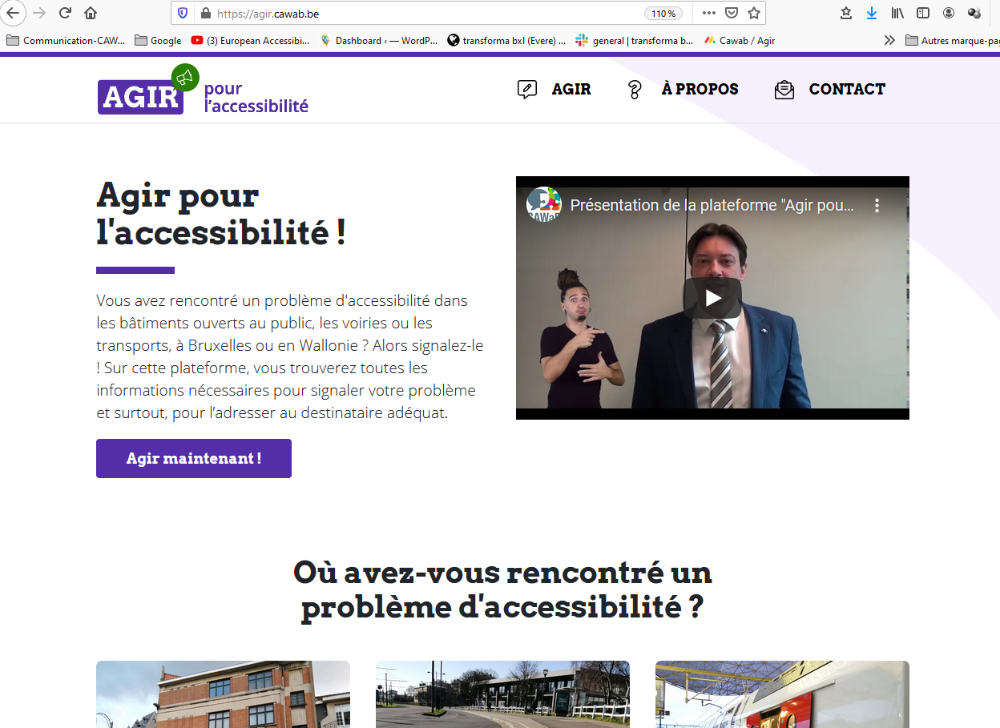 https://agir.cawab.be
110 %
Communication-CAW...
Google
(3) European Accessibi...
Dashboard ‹ — WordP...
transforma bxl (Evere) ...
general | transforma b...
Cawab / Agir
Autres marque-pag
AGIR pour
l'accessibilité
AGIR
À PROPOS
CONTACT
Agir pour
l'accessibilité !
Vous avez rencontré un problème d'accessibilité dans
les bâtiments ouverts au public, les voiries ou les
transports, à Bruxelles ou en Wallonie ? Alors signalez-le
! Sur cette plateforme, vous trouverez toutes les
informations nécessaires pour signaler votre problème
et surtout, pour l’adresser au destinataire adéquat.
Agir maintenant !
CAWaB
Présentation de la plateforme "Agir pou...
Où avez-vous rencontré un
problème d'accessibilité ?